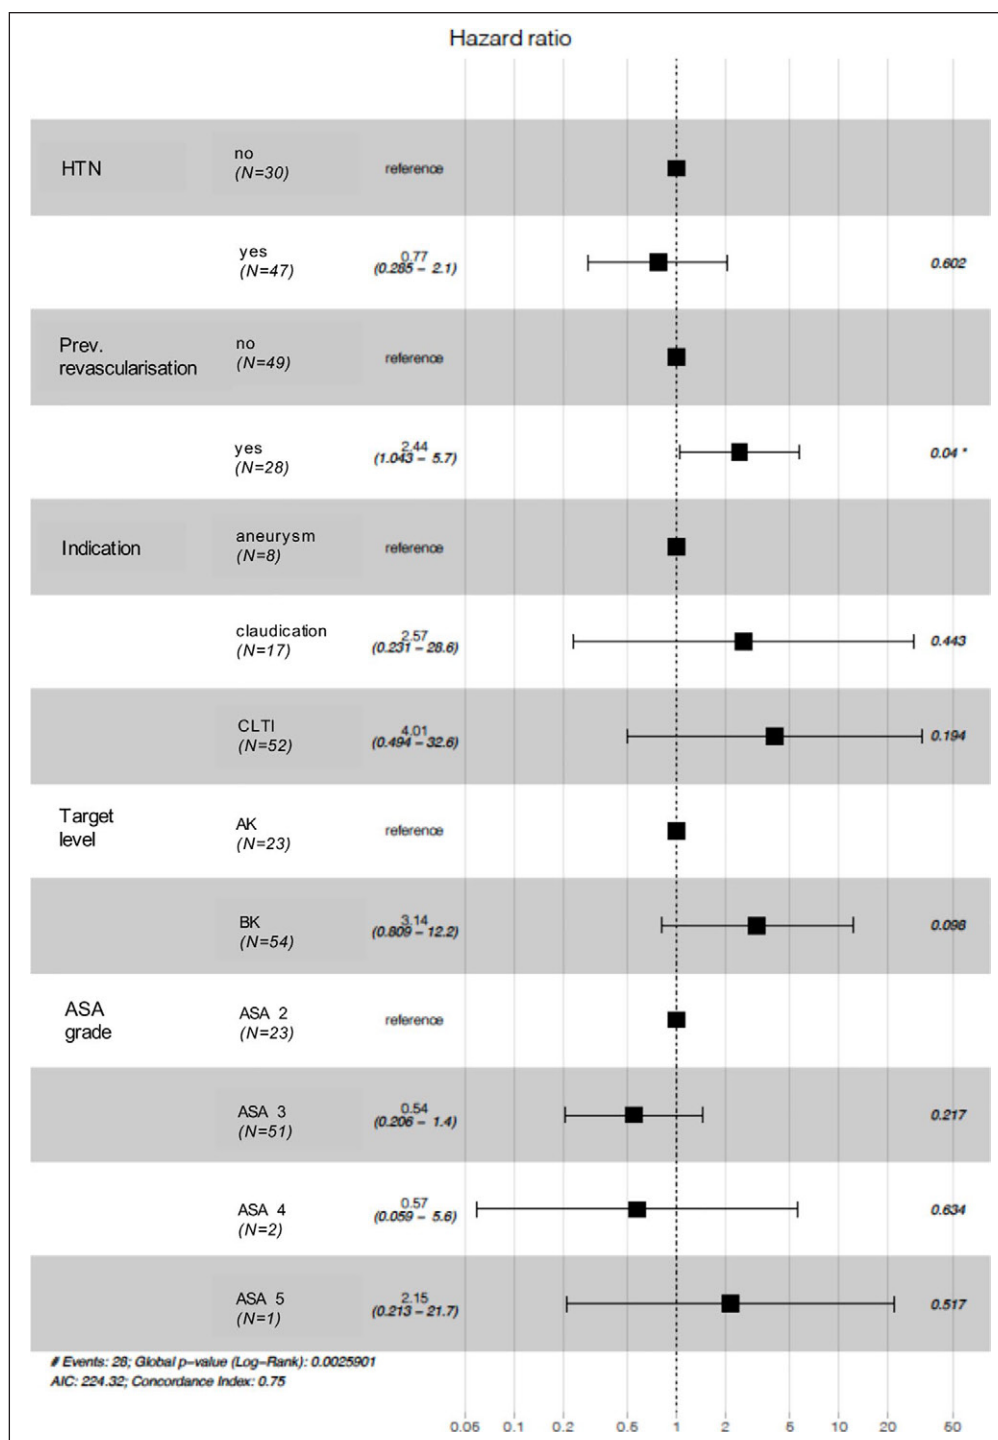 Hazard ratio
HTN no (N=30) reference
yes (N=47) 0.77 (0.285 – 2.1) 0.602
Prev. revascularisation no (N=49) reference
yes (N=28) 2.44 (1.043 – 5.7) 0.04 *
Indication aneurysm (N=8) reference
claudication (N=17) 2.57 (0.231 – 28.6) 0.443
CLTI (N=52) 4.01 (0.494 – 32.6) 0.194
Target level AK (N=23) reference
BK (N=54) 3.14 (0.809 – 12.2) 0.098
ASA grade ASA 2 (N=23) reference
ASA 3 (N=51) 0.54 (0.206 – 1.4) 0.217
ASA 4 (N=2) 0.57 (0.059 – 5.6) 0.634
ASA 5 (N=1) 2.15 (0.213 – 21.7) 0.517
# Events: 28; Global p–value (Log–Rank): 0.0025901
AIC: 224.32; Concordance Index: 0.75
0.05 0.1 0.2 0.5 1 2 5 10 20 50